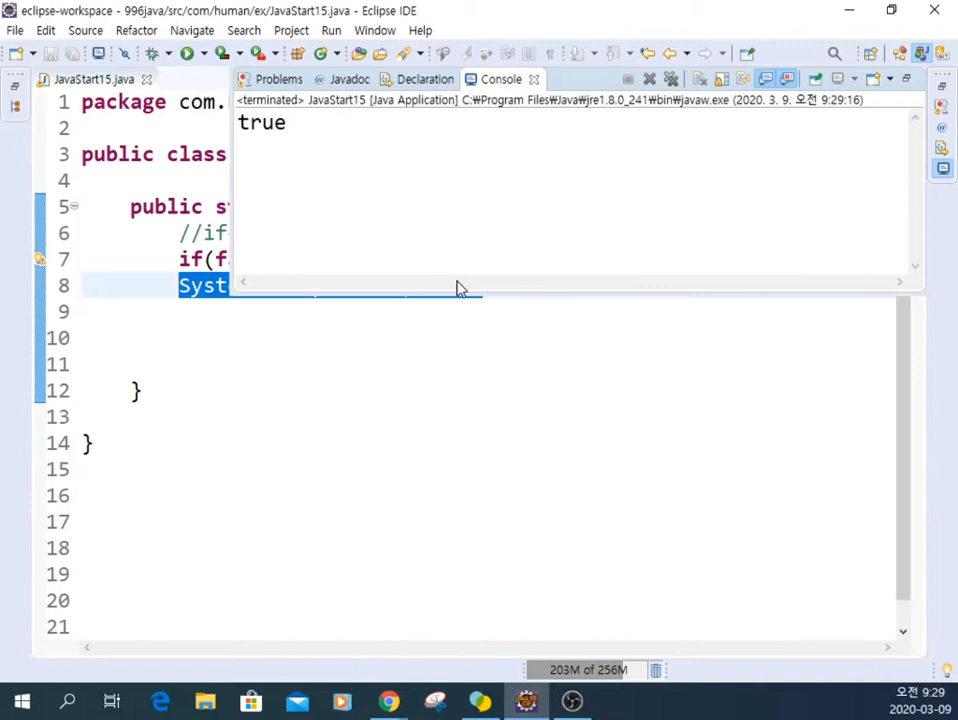 eclipse-workspace - 996java/src/com/human/ex/JavaStart15.java - Eclipse IDE
File Edit Source Refactor Navigate Search Project Run Window Help
JavaStart15.java
Problems @ Javadoc Declaration Console
<terminated> JavaStart15 [Java Application] C:₩Program Files₩Java₩jre1.8.0_241₩bin₩javaw.exe (2020. 3. 9. 오전 9:29:16)
true
1 package com.
2
3 public class
4
5 public s
6 //if
7 if(f
8 Syst
9
10
11
12 }
13
14 }
15
16
17
18
19
20
21
203M of 256M
오전 9:29
2020-03-09